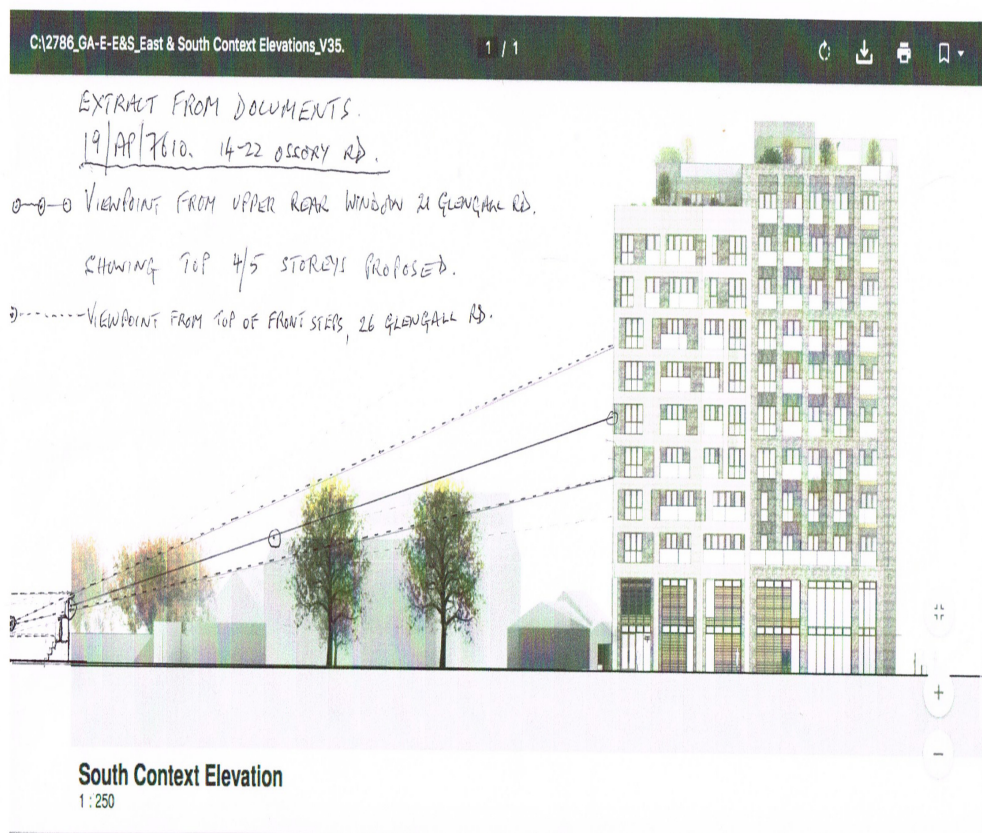 C:\2786_GA-E-E&S_East & South Context Elevations_V35.
1 / 1
EXTRACT FROM DOCUMENTS.
19/AP/7610. 14-22 OSSORY RD.
VIEWPOINT FROM UPPER REAR WINDOW 21 GLENGALL RD.
SHOWING TOP 4/5 STOREYS PROPOSED.
VIEWPOINT FROM TOP OF FRONT STEPS, 26 GLENGALL RD.
South Context Elevation
1 : 250